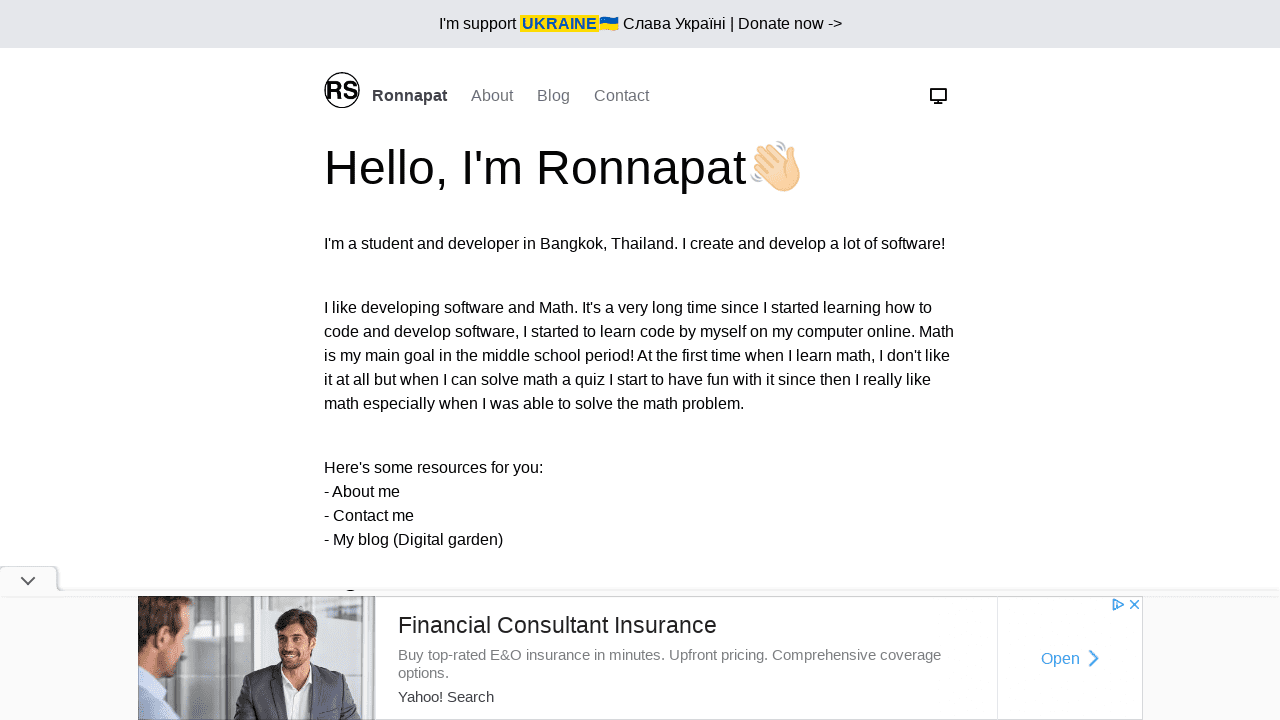 I'm support UKRAINE🇺🇦 Слава Україні | Donate now ->
RS Ronnapat About Blog Contact
Hello, I'm Ronnapat👋🏻
I'm a student and developer in Bangkok, Thailand. I create and develop a lot of software!
I like developing software and Math. It's a very long time since I started learning how to
code and develop software, I started to learn code by myself on my computer online. Math
is my main goal in the middle school period! At the first time when I learn math, I don't like
it at all but when I can solve math a quiz I start to have fun with it since then I really like
math especially when I was able to solve the math problem.
Here's some resources for you:
- About me
- Contact me
- My blog (Digital garden)
Financial Consultant Insurance
Buy top-rated E&O insurance in minutes. Upfront pricing. Comprehensive coverage
options.
Yahoo! Search
Open